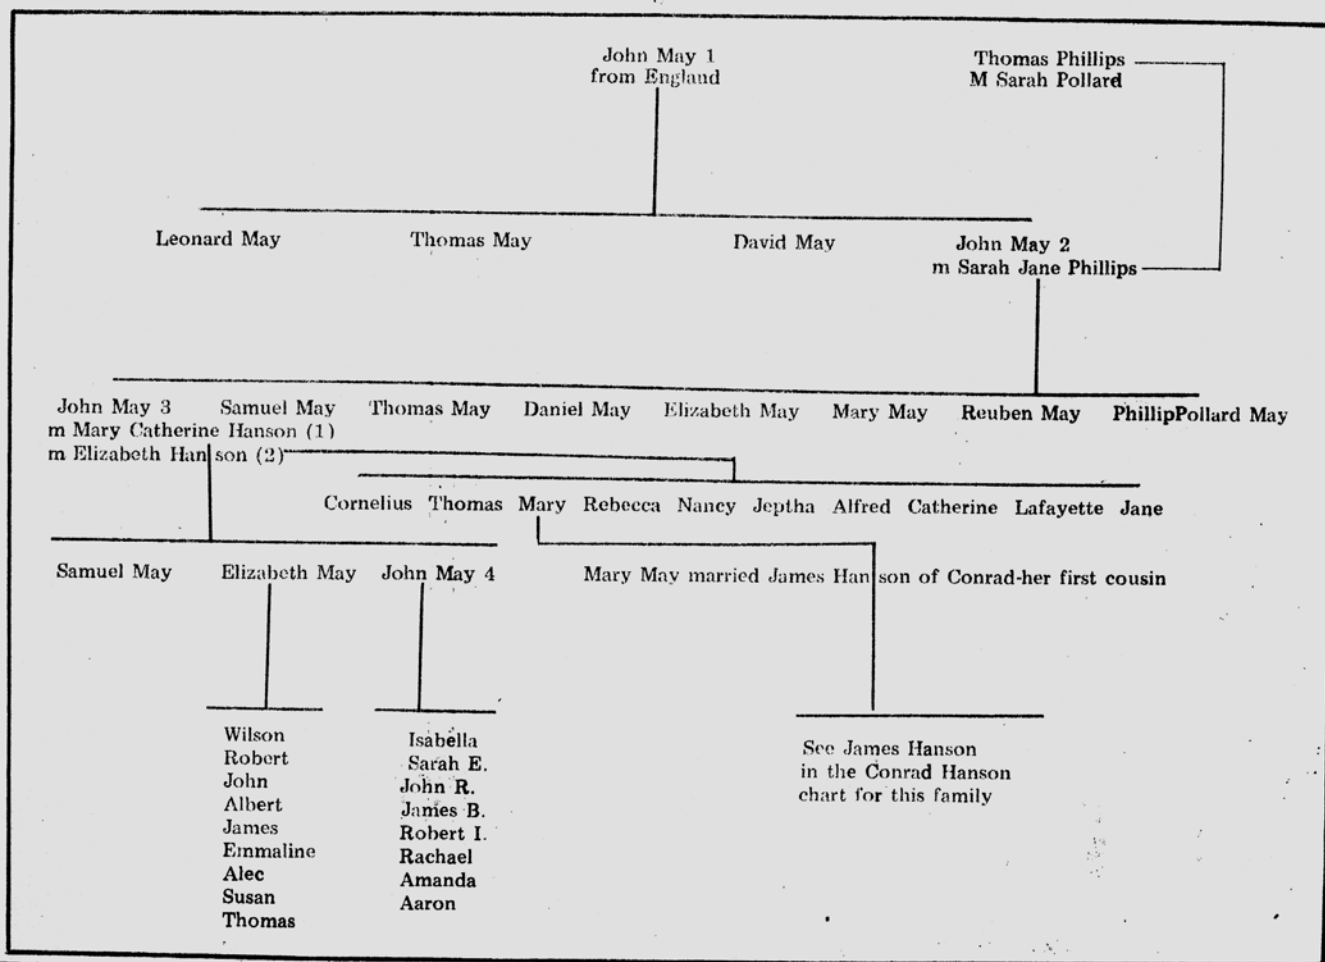 John May 1
from England
Thomas Phillips
M Sarah Pollard
Leonard May
Thomas May
David May
John May 2
m Sarah Jane Phillips
John May 3
m Mary Catherine Hanson (1)
m Elizabeth Hanson (2)
Samuel May
Thomas May
Daniel May
Elizabeth May
Mary May
Reuben May
PhillipPollard May
Cornelius Thomas Mary Rebecca Nancy Jeptha Alfred Catherine Lafayette Jane
Samuel May
Elizabeth May
John May 4
Mary May married James Hanson of Conrad-her first cousin
Wilson
Robert
John
Albert
James
Emmaline
Alec
Susan
Thomas
Isabella
Sarah E.
John R.
James B.
Robert I.
Rachael
Amanda
Aaron
See James Hanson
in the Conrad Hanson
chart for this family